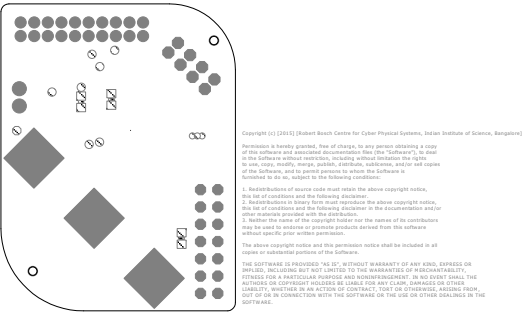 Copyright (c) [2015] [Robert Bosch Centre for Cyber Physical Systems, Indian Institute of Science, Bangalore]
Permission is hereby granted, free of charge, to any person obtaining a copy
of this software and associated documentation files (the "Software"), to deal
in the Software without restriction, including without limitation the rights
to use, copy, modify, merge, publish, distribute, sublicense, and/or sell copies
of the Software, and to permit persons to whom the Software is
furnished to do so, subject to the following conditions:
1. Redistributions of source code must retain the above copyright notice,
this list of conditions and the following disclaimer.
2. Redistributions in binary form must reproduce the above copyright notice,
this list of conditions and the following disclaimer in the documentation and/or
other materials provided with the distribution.
3. Neither the name of the copyright holder nor the names of its contributors
may be used to endorse or promote products derived from this software
without specific prior written permission.
The above copyright notice and this permission notice shall be included in all
copies or substantial portions of the Software.
THE SOFTWARE IS PROVIDED "AS IS", WITHOUT WARRANTY OF ANY KIND, EXPRESS OR
IMPLIED, INCLUDING BUT NOT LIMITED TO THE WARRANTIES OF MERCHANTABILITY,
FITNESS FOR A PARTICULAR PURPOSE AND NONINFRINGEMENT. IN NO EVENT SHALL THE
AUTHORS OR COPYRIGHT HOLDERS BE LIABLE FOR ANY CLAIM, DAMAGES OR OTHER
LIABILITY, WHETHER IN AN ACTION OF CONTRACT, TORT OR OTHERWISE, ARISING FROM,
OUT OF OR IN CONNECTION WITH THE SOFTWARE OR THE USE OR OTHER DEALINGS IN THE
SOFTWARE.